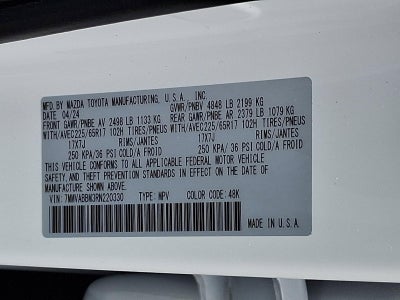 MFG. BY MAZDA TOYOTA MANUFACTURING, U.S.A., INC.
DATE 04/24 GVWR/PNBV 4848 LB 2199 KG
FRONT GAWR/PNBE AV 2498 LB 1133 KG REAR GAWR/PNBE AR 2379 LB 1079 KG
WITH/AVEC225/65R17 102H TIRES/PNEUS WITH/AVEC225/65R17 102H TIRES/PNEUS
17X7J RIMS/JANTES 17X7J RIMS/JANTES
250 KPA/36 PSI COLD/A FROID 250 KPA/36 PSI COLD/A FROID
THIS VEHICLE CONFORMS TO ALL APPLICABLE FEDERAL MOTOR VEHICLE
SAFETY AND THEFT PREVENTION STANDARDS IN EFFECT ON THE DATE OF
MANUFACTURE SHOWN ABOVE.
VIN: 7MMVABBM3RN220330 TYPE: MPV COLOR CODE: 48K
MADE IN U.S.A.